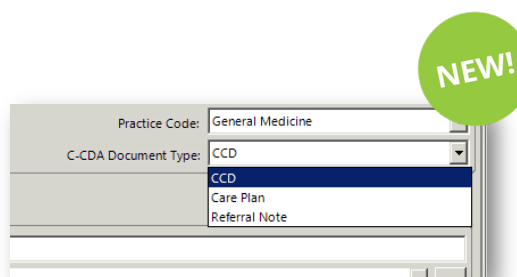 NEW!
Practice Code: General Medicine
C-CDA Document Type: CCD
CCD
Care Plan
Referral Note